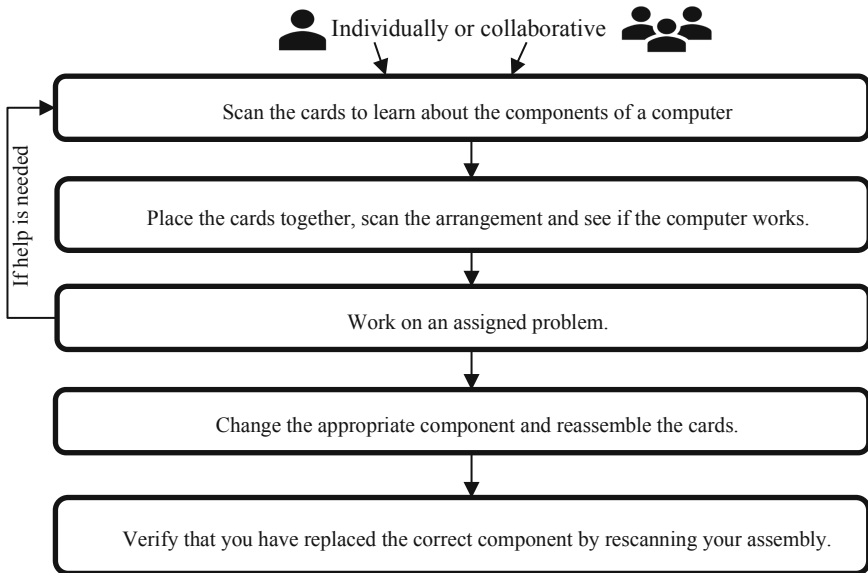 Individually or collaborative
Scan the cards to learn about the components of a computer
If help is needed
Place the cards together, scan the arrangement and see if the computer works.
Work on an assigned problem.
Change the appropriate component and reassemble the cards.
Verify that you have replaced the correct component by rescanning your assembly.